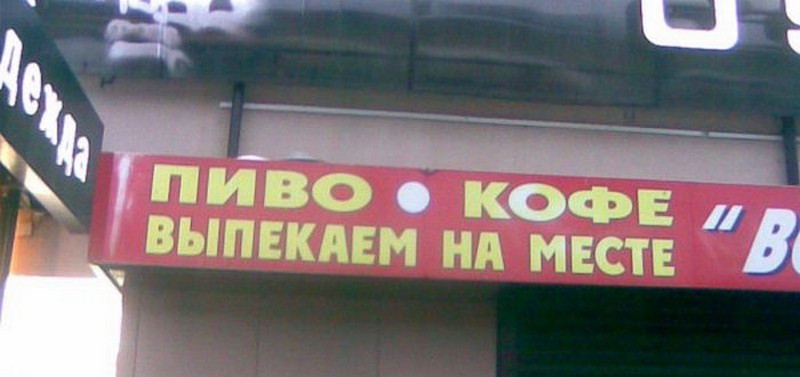 дежда
ПИВО • КОФЕ
ВЫПЕКАЕМ НА МЕСТЕ